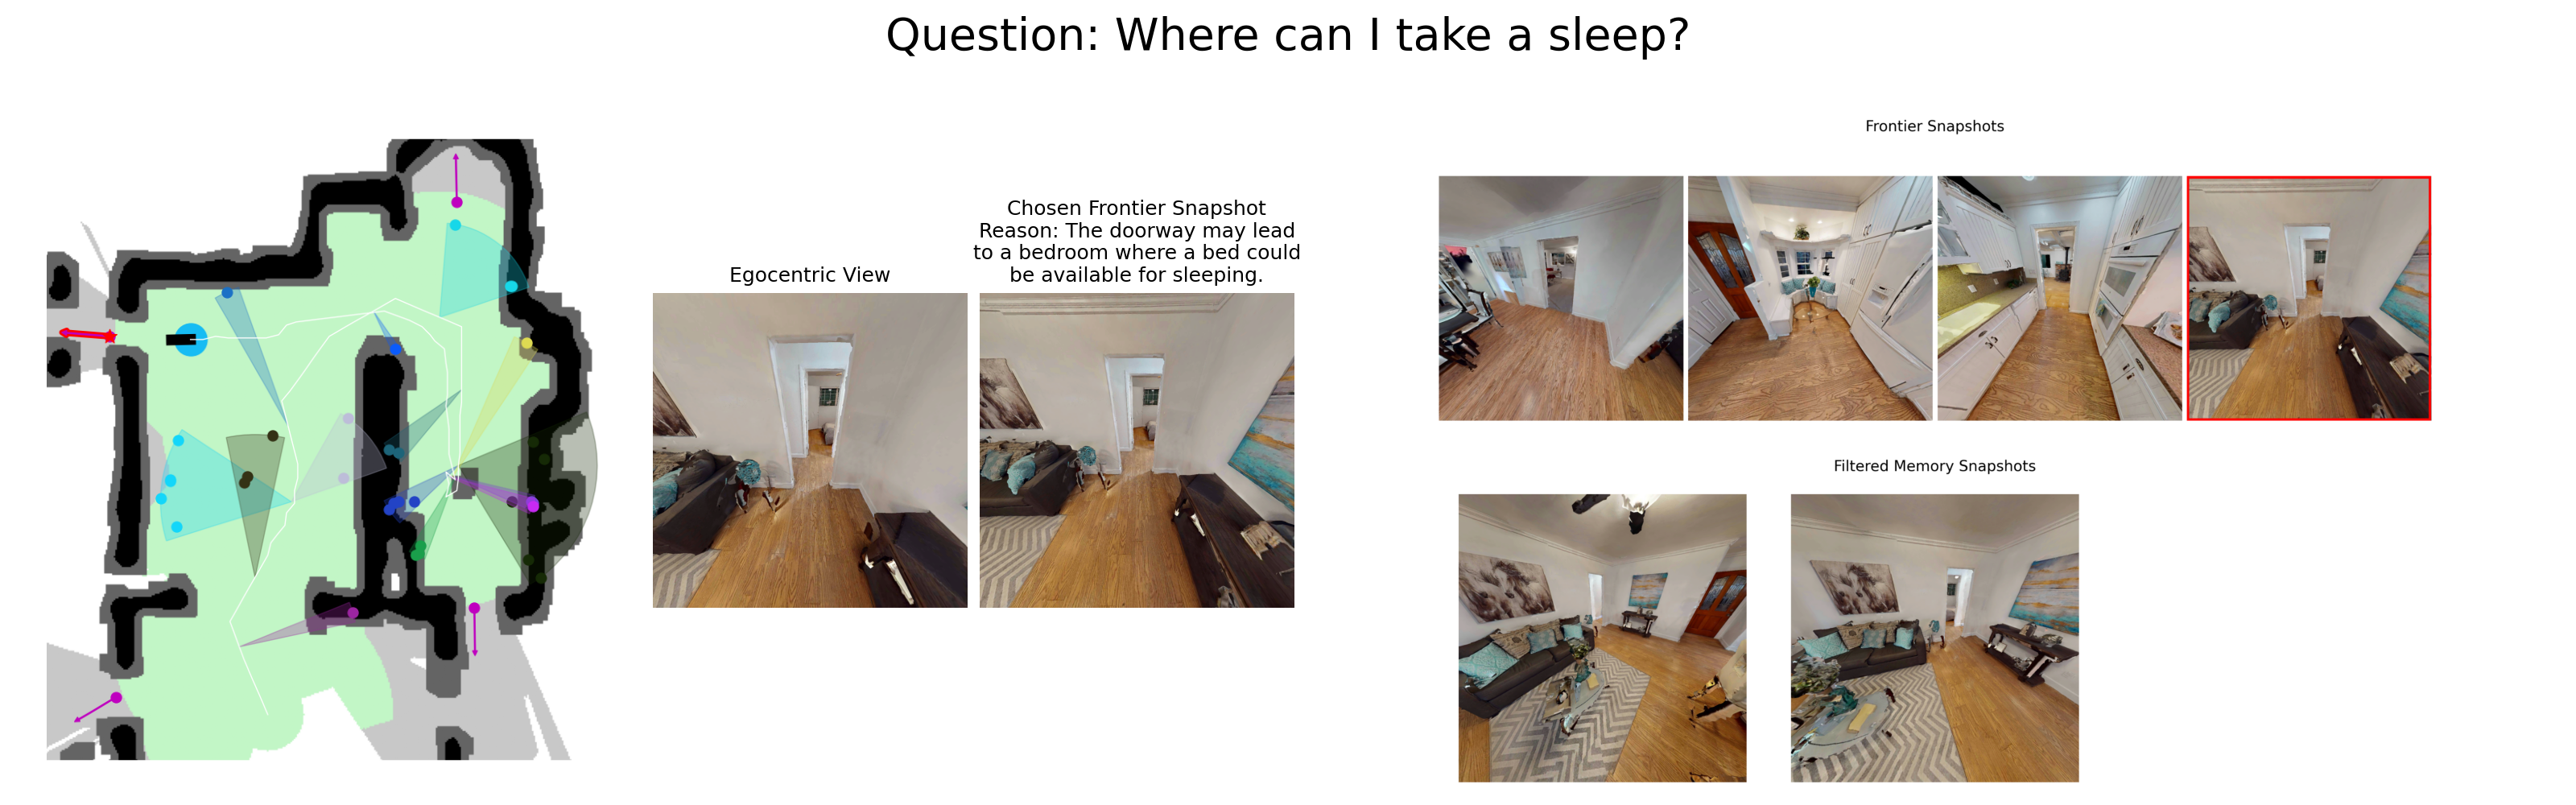 Question: Where can I take a sleep?
Frontier Snapshots
Chosen Frontier Snapshot
Reason: The doorway may lead
to a bedroom where a bed could
be available for sleeping.
Egocentric View
Filtered Memory Snapshots